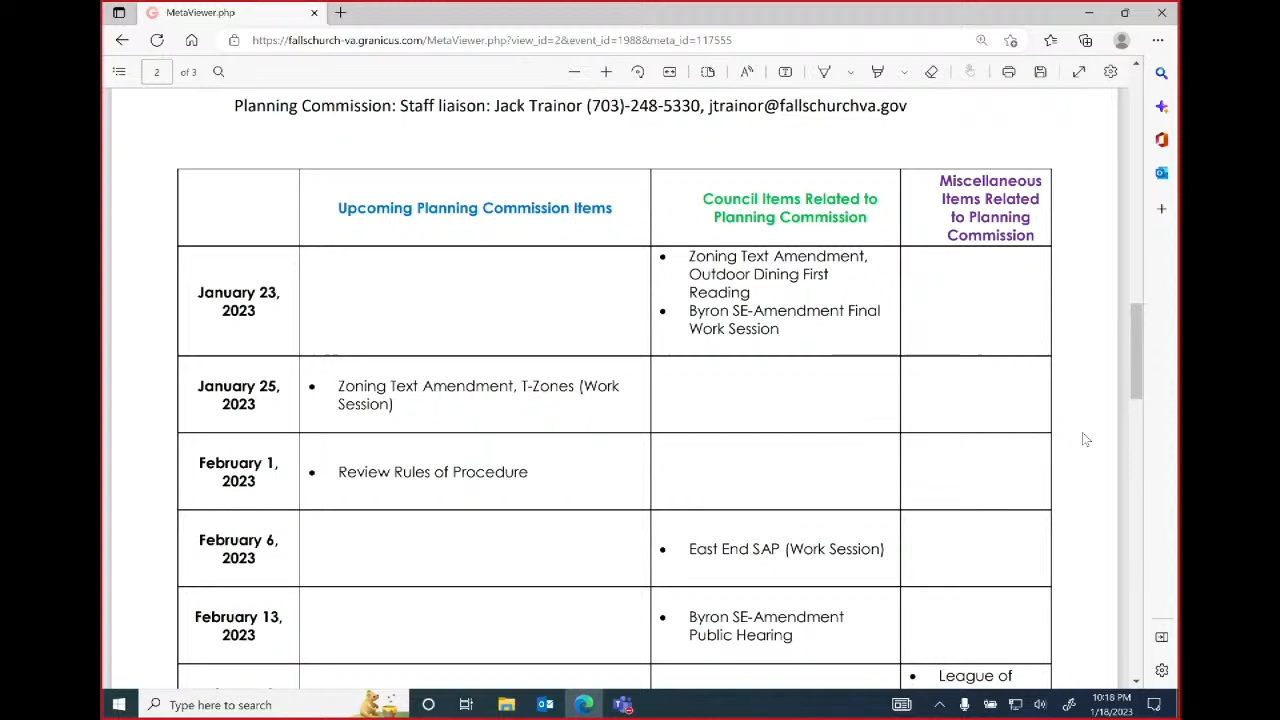 MetaViewer.php
https://fallschurch-va.granicus.com/MetaViewer.php?view_id=2&event_id=1988&meta_id=117555
2 of 3
Planning Commission: Staff liaison: Jack Trainor (703)-248-5330, jtrainor@fallschurchva.gov
Upcoming Planning Commission Items
Council Items Related to
Planning Commission
Miscellaneous
Items Related
to Planning
Commission
January 23,
2023
• Zoning Text Amendment,
Outdoor Dining First
Reading
• Byron SE-Amendment Final
Work Session
January 25,
2023
• Zoning Text Amendment, T-Zones (Work
Session)
February 1,
2023
• Review Rules of Procedure
February 6,
2023
• East End SAP (Work Session)
February 13,
2023
• Byron SE-Amendment
Public Hearing
• League of
Type here to search
10:18 PM
1/18/2023